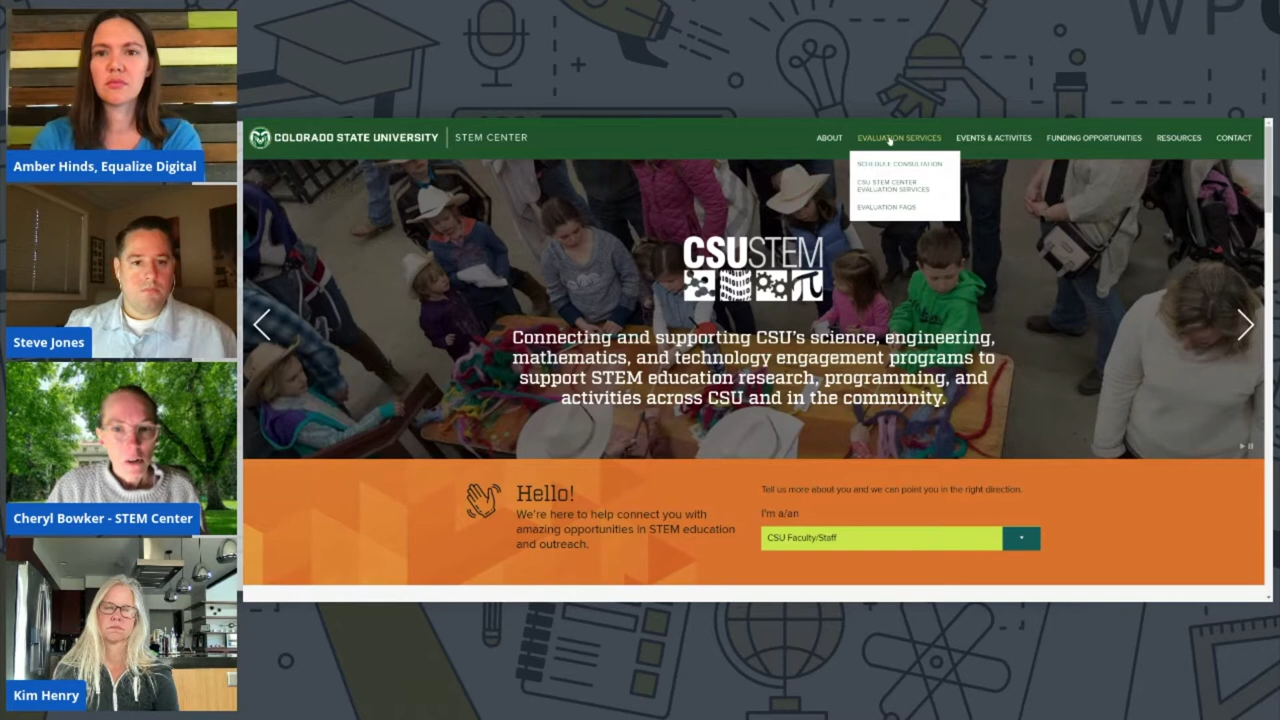 WPC
Amber Hinds, Equalize Digital
Steve Jones
Cheryl Bowker - STEM Center
Kim Henry
COLORADO STATE UNIVERSITY | STEM CENTER
ABOUT EVALUATION SERVICES EVENTS & ACTIVITES FUNDING OPPORTUNITIES RESOURCES CONTACT
SCHEDULE CONSULTATION
CSU STEM CENTER
EVALUATION SERVICES
EVALUATION FAQS
CSUSTEM
Connecting and supporting CSU's science, engineering,
mathematics, and technology engagement programs to
support STEM education research, programming, and
activities across CSU and in the community.
Hello!
We're here to help connect you with
amazing opportunities in STEM education
and outreach.
Tell us more about you and we can point you in the right direction.
I'm a/an
CSU Faculty/Staff